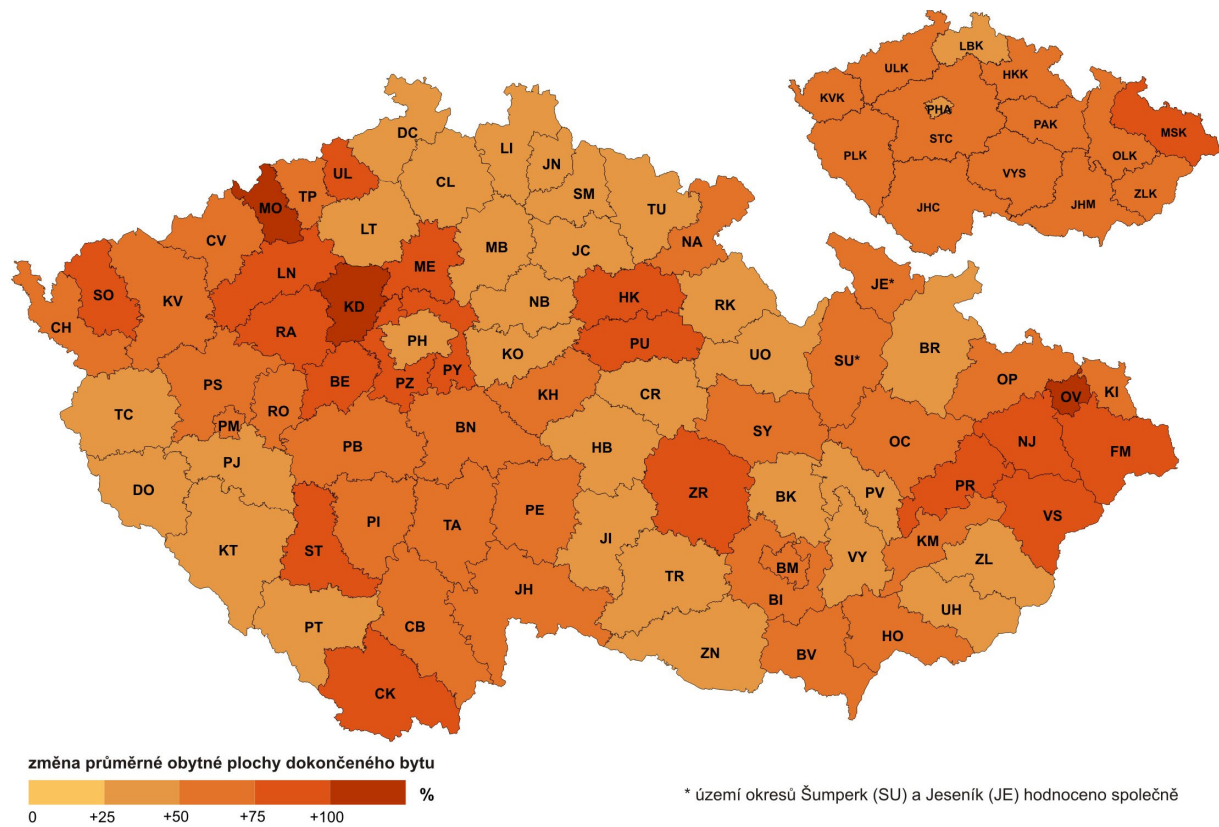 LBK
ULK
HKK
KVK
PHA
PAK
MSK
STC
PLK
OLK
VYS
ZLK
JHC
JHM
DC
LI
JN
UL
CL
TP
SM
MO
TU
LT
CV
MB
JC
NA
LN
ME
SO
KV
NB
HK
JE*
RK
KD
CH
RA
PH
PU
KO
UO
SU*
BR
PY
BE
PZ
OP
PS
KH
CR
KI
OV
RO
TC
PM
BN
SY
OC
NJ
FM
PB
HB
PJ
DO
ZR
PR
BK
PV
PE
VS
PI
TA
KT
ST
JI
KM
VY
ZL
BM
TR
JH
BI
UH
PT
CB
HO
ZN
BV
CK
změna průměrné obytné plochy dokončeného bytu
%
0 +25 +50 +75 +100
* území okresů Šumperk (SU) a Jeseník (JE) hodnoceno společně